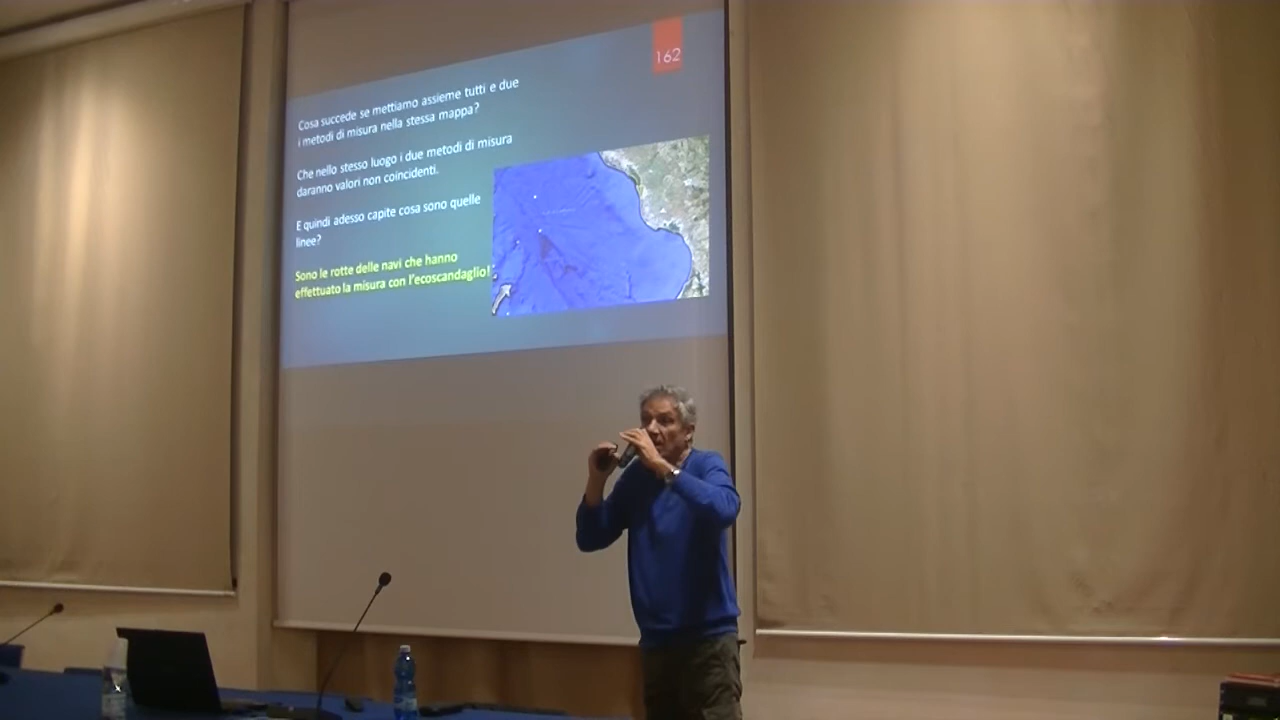 162
Cosa succede se mettiamo assieme tutti e due
i metodi di misura nella stessa mappa?
Che nello stesso luogo i due metodi di misura
daranno valori non coincidenti.
E quindi adesso capite cosa sono quelle
linee?
Sono le rotte delle navi che hanno
effettuato la misura con l'ecoscandaglio!